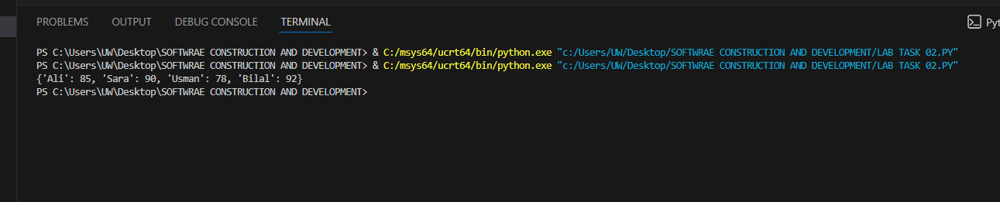 PROBLEMS OUTPUT DEBUG CONSOLE TERMINAL
PS C:\Users\UW\Desktop\SOFTWRAE CONSTRUCTION AND DEVELOPMENT> & C:/msys64/ucrt64/bin/python.exe "c:/Users/UW/Desktop/SOFTWRAE CONSTRUCTION AND DEVELOPMENT/LAB TASK 02.PY"
PS C:\Users\UW\Desktop\SOFTWRAE CONSTRUCTION AND DEVELOPMENT> & C:/msys64/ucrt64/bin/python.exe "c:/Users/UW/Desktop/SOFTWRAE CONSTRUCTION AND DEVELOPMENT/LAB TASK 02.PY"
{'Ali': 85, 'Sara': 90, 'Usman': 78, 'Bilal': 92}
PS C:\Users\UW\Desktop\SOFTWRAE CONSTRUCTION AND DEVELOPMENT>